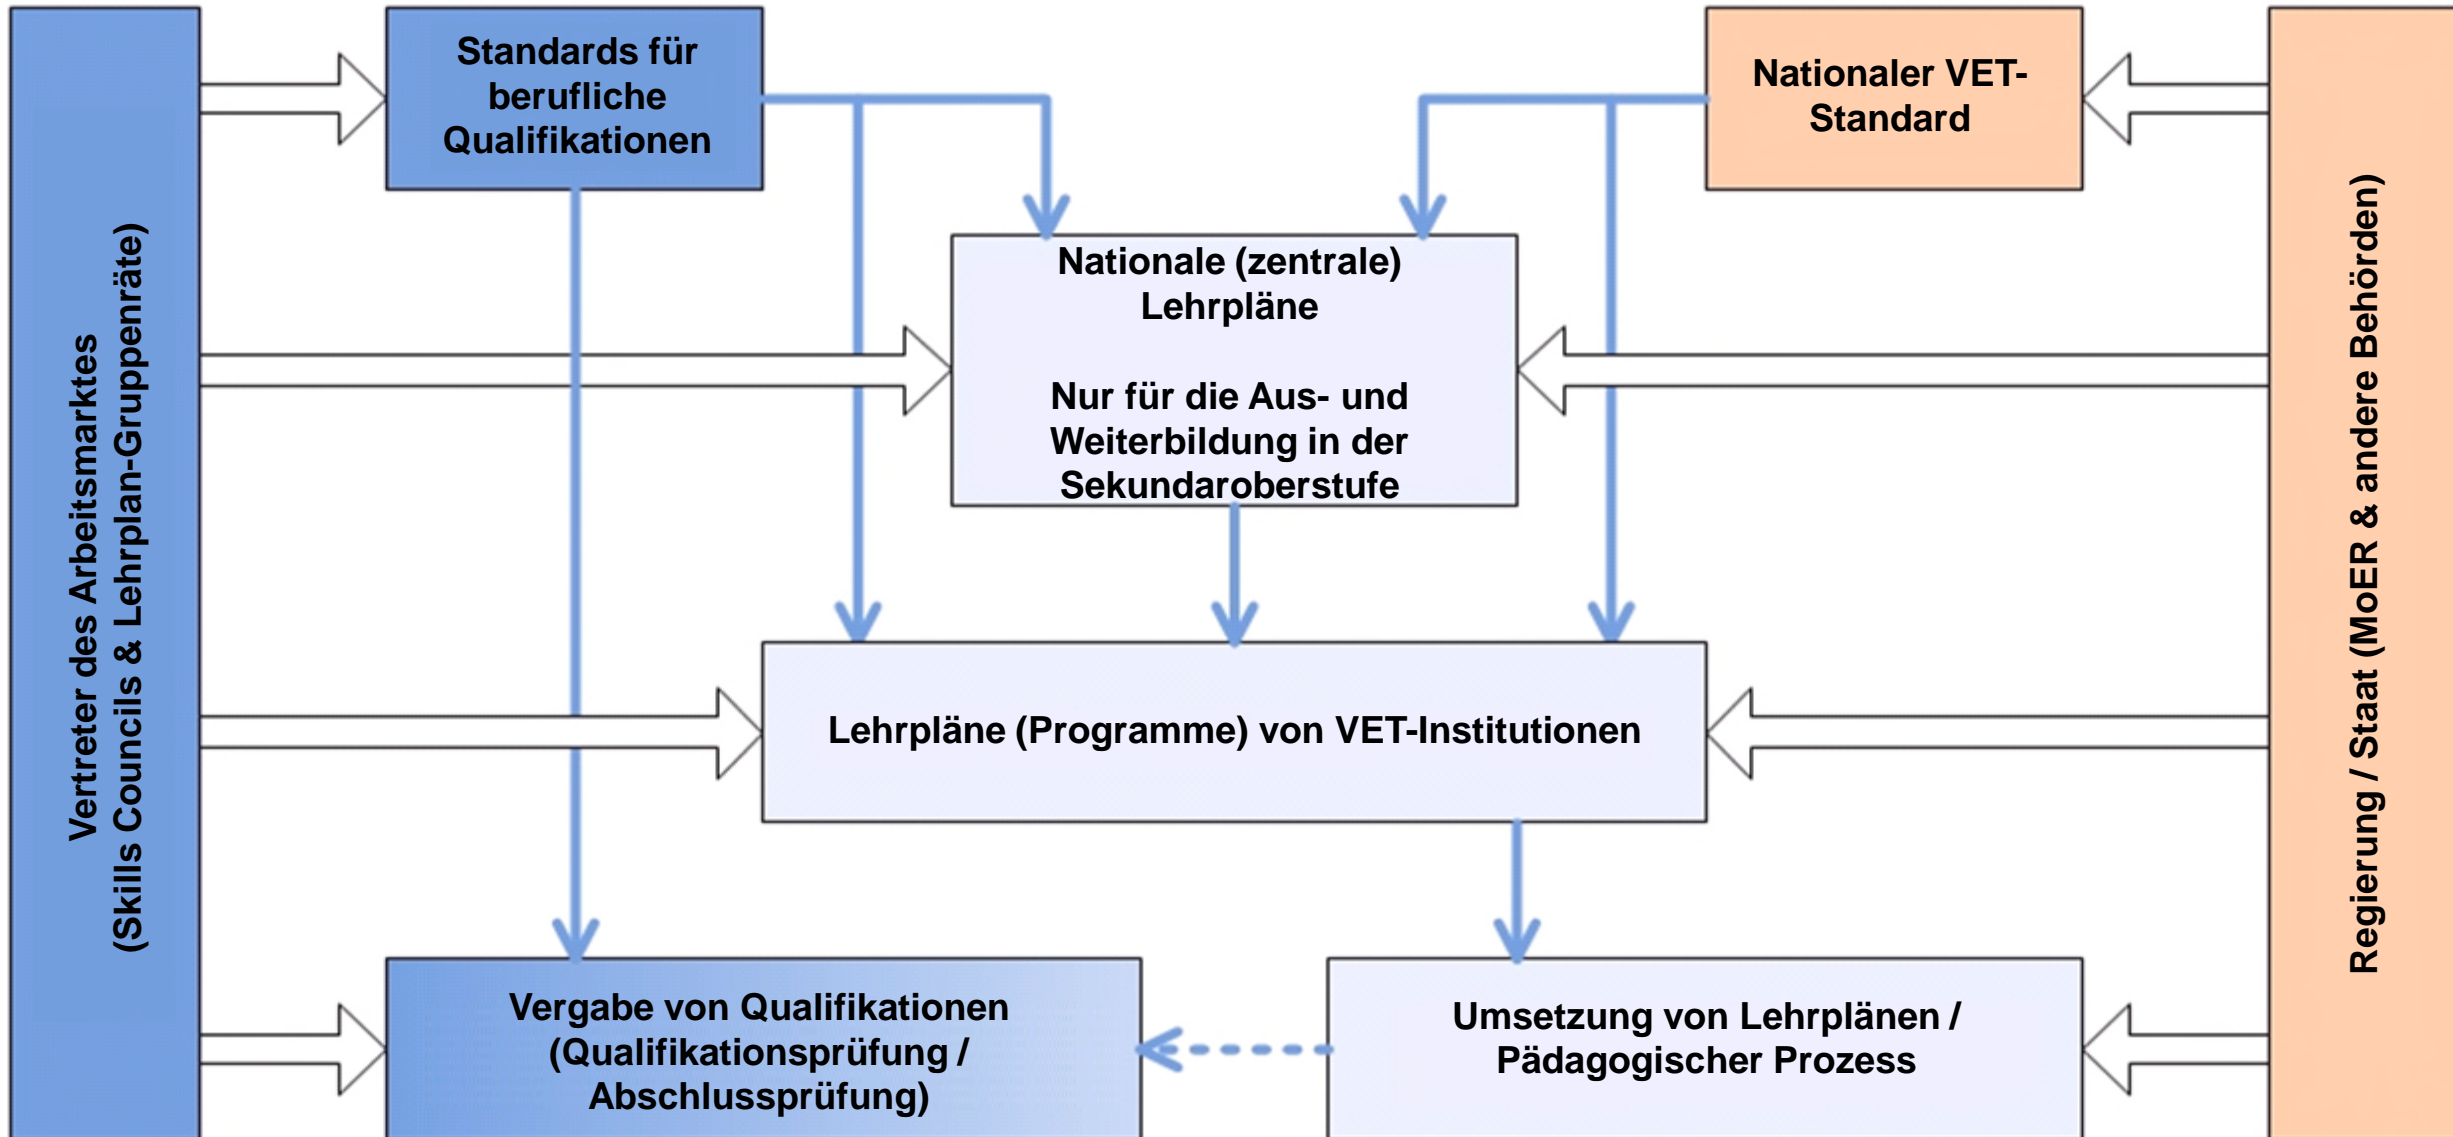 Vertreter des Arbeitsmarktes
(Skills Councils & Lehrplan-Gruppenräte)
Standards für
berufliche
Qualifikationen
Nationaler VET-
Standard
Nationale (zentrale)
Lehrpläne
Nur für die Aus- und
Weiterbildung in der
Sekundaroberstufe
Lehrpläne (Programme) von VET-Institutionen
Vergabe von Qualifikationen
(Qualifikationsprüfung /
Abschlussprüfung)
Umsetzung von Lehrplänen /
Pädagogischer Prozess
Regierung / Staat (MoER & andere Behörden)